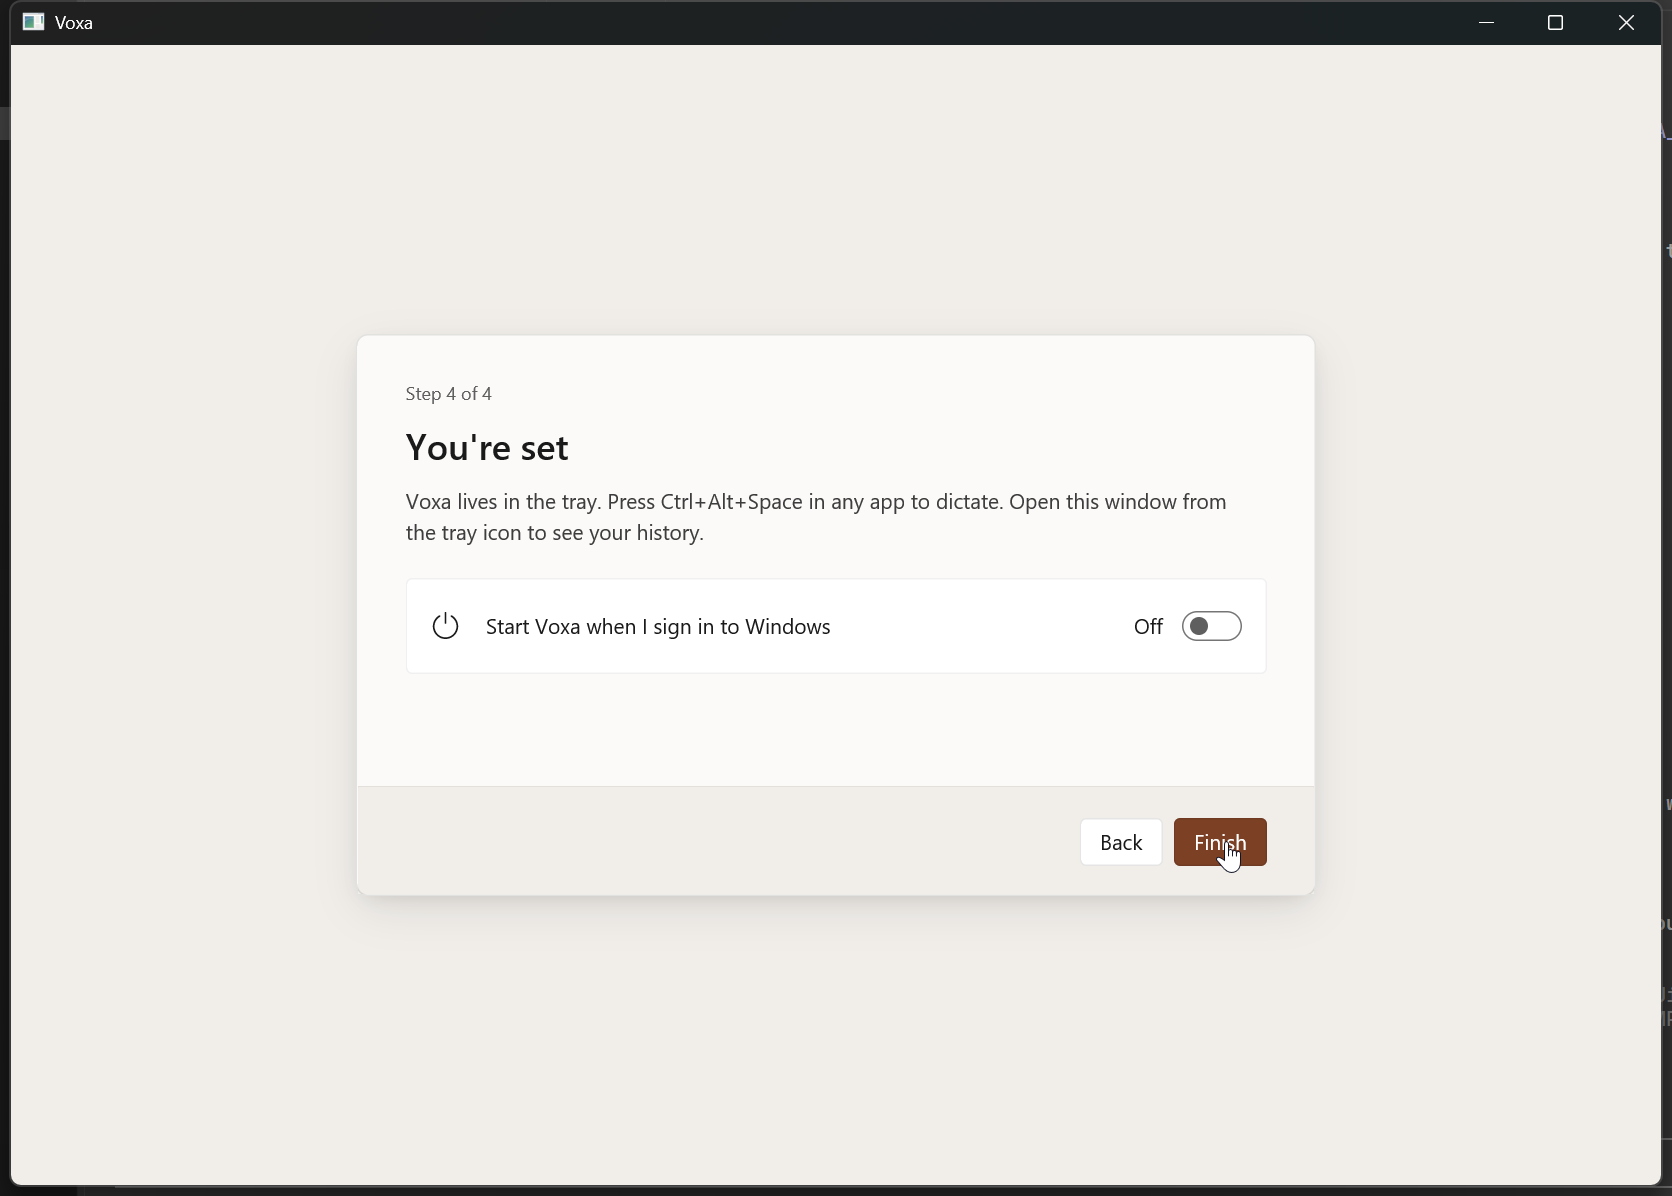 Voxa
Step 4 of 4
You're set
Voxa lives in the tray. Press Ctrl+Alt+Space in any app to dictate. Open this window from
the tray icon to see your history.
Start Voxa when I sign in to Windows
Off
Back
Finish